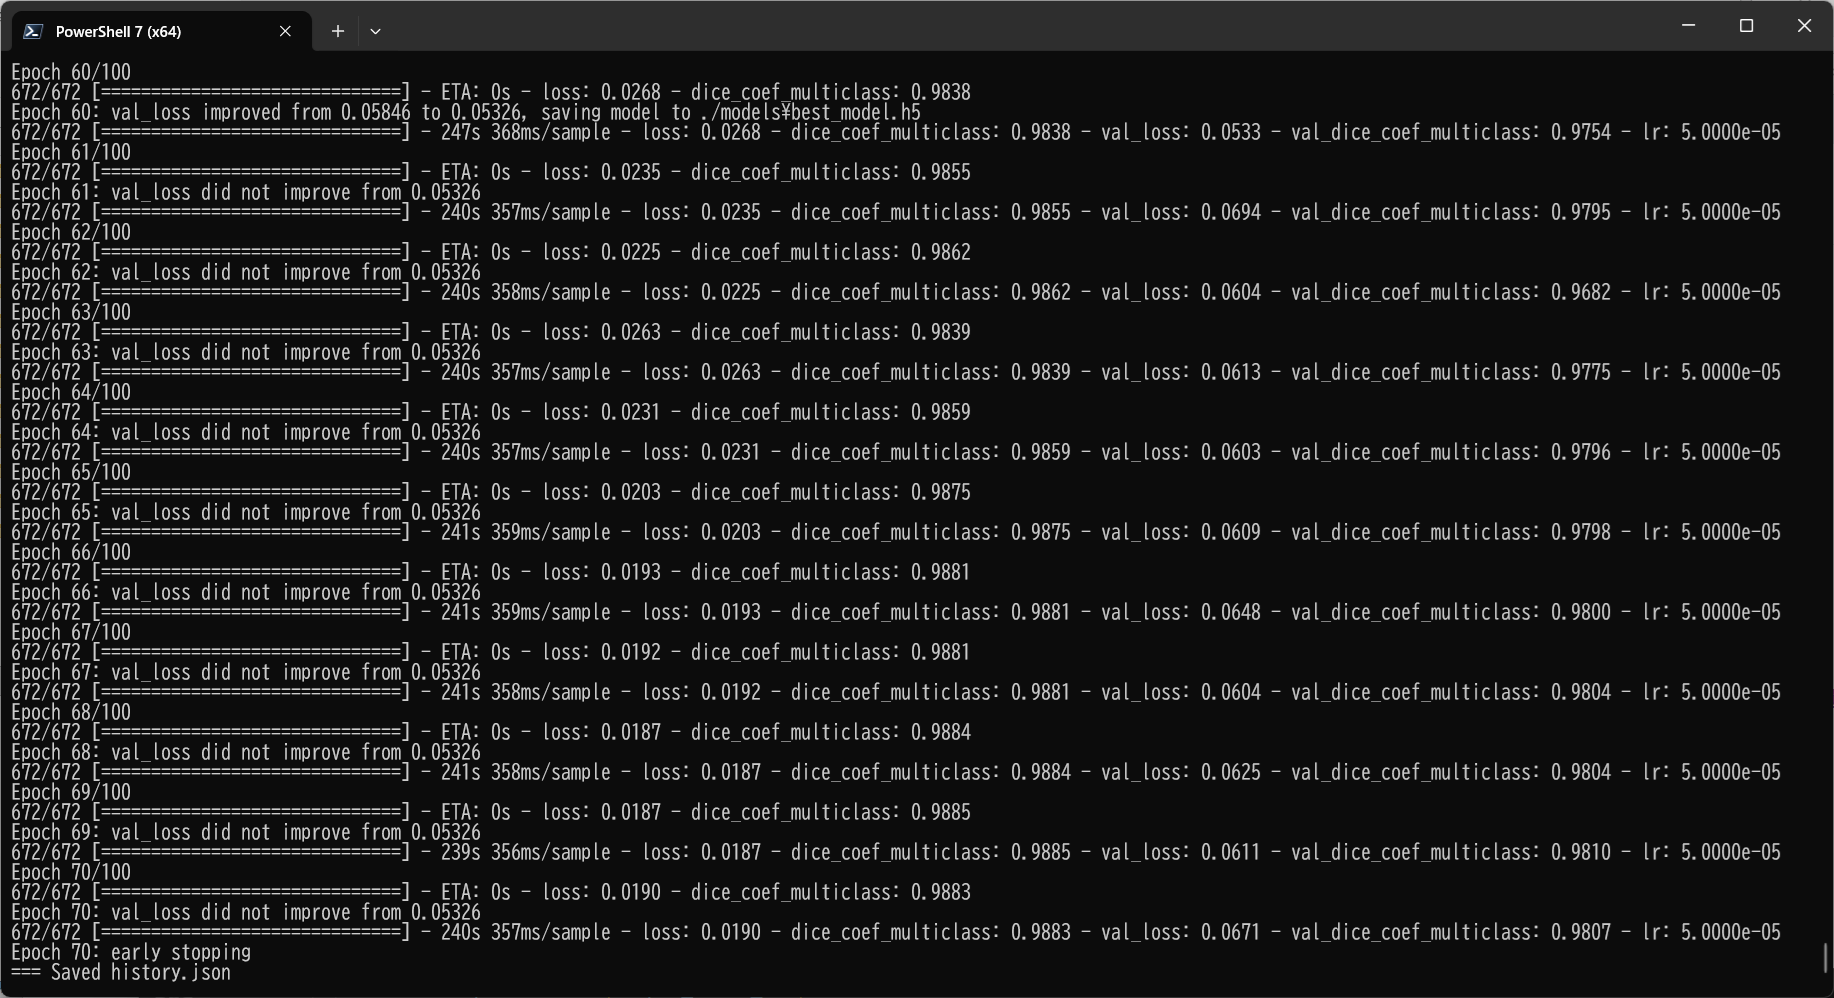 PowerShell 7 (x64)
Epoch 60/100
672/672 [==============================] - ETA: 0s - loss: 0.0268 - dice_coef_multiclass: 0.9838
Epoch 60: val_loss improved from 0.05846 to 0.05326, saving model to ./models¥best_model.h5
672/672 [==============================] - 247s 368ms/sample - loss: 0.0268 - dice_coef_multiclass: 0.9838 - val_loss: 0.0533 - val_dice_coef_multiclass: 0.9754 - lr: 5.0000e-05
Epoch 61/100
672/672 [==============================] - ETA: 0s - loss: 0.0235 - dice_coef_multiclass: 0.9855
Epoch 61: val_loss did not improve from 0.05326
672/672 [==============================] - 240s 357ms/sample - loss: 0.0235 - dice_coef_multiclass: 0.9855 - val_loss: 0.0694 - val_dice_coef_multiclass: 0.9795 - lr: 5.0000e-05
Epoch 62/100
672/672 [==============================] - ETA: 0s - loss: 0.0225 - dice_coef_multiclass: 0.9862
Epoch 62: val_loss did not improve from 0.05326
672/672 [==============================] - 240s 358ms/sample - loss: 0.0225 - dice_coef_multiclass: 0.9862 - val_loss: 0.0604 - val_dice_coef_multiclass: 0.9682 - lr: 5.0000e-05
Epoch 63/100
672/672 [==============================] - ETA: 0s - loss: 0.0263 - dice_coef_multiclass: 0.9839
Epoch 63: val_loss did not improve from 0.05326
672/672 [==============================] - 240s 357ms/sample - loss: 0.0263 - dice_coef_multiclass: 0.9839 - val_loss: 0.0613 - val_dice_coef_multiclass: 0.9775 - lr: 5.0000e-05
Epoch 64/100
672/672 [==============================] - ETA: 0s - loss: 0.0231 - dice_coef_multiclass: 0.9859
Epoch 64: val_loss did not improve from 0.05326
672/672 [==============================] - 240s 357ms/sample - loss: 0.0231 - dice_coef_multiclass: 0.9859 - val_loss: 0.0603 - val_dice_coef_multiclass: 0.9796 - lr: 5.0000e-05
Epoch 65/100
672/672 [==============================] - ETA: 0s - loss: 0.0203 - dice_coef_multiclass: 0.9875
Epoch 65: val_loss did not improve from 0.05326
672/672 [==============================] - 241s 359ms/sample - loss: 0.0203 - dice_coef_multiclass: 0.9875 - val_loss: 0.0609 - val_dice_coef_multiclass: 0.9798 - lr: 5.0000e-05
Epoch 66/100
672/672 [==============================] - ETA: 0s - loss: 0.0193 - dice_coef_multiclass: 0.9881
Epoch 66: val_loss did not improve from 0.05326
672/672 [==============================] - 241s 359ms/sample - loss: 0.0193 - dice_coef_multiclass: 0.9881 - val_loss: 0.0648 - val_dice_coef_multiclass: 0.9800 - lr: 5.0000e-05
Epoch 67/100
672/672 [==============================] - ETA: 0s - loss: 0.0192 - dice_coef_multiclass: 0.9881
Epoch 67: val_loss did not improve from 0.05326
672/672 [==============================] - 241s 358ms/sample - loss: 0.0192 - dice_coef_multiclass: 0.9881 - val_loss: 0.0604 - val_dice_coef_multiclass: 0.9804 - lr: 5.0000e-05
Epoch 68/100
672/672 [==============================] - ETA: 0s - loss: 0.0187 - dice_coef_multiclass: 0.9884
Epoch 68: val_loss did not improve from 0.05326
672/672 [==============================] - 241s 358ms/sample - loss: 0.0187 - dice_coef_multiclass: 0.9884 - val_loss: 0.0625 - val_dice_coef_multiclass: 0.9804 - lr: 5.0000e-05
Epoch 69/100
672/672 [==============================] - ETA: 0s - loss: 0.0187 - dice_coef_multiclass: 0.9885
Epoch 69: val_loss did not improve from 0.05326
672/672 [==============================] - 239s 356ms/sample - loss: 0.0187 - dice_coef_multiclass: 0.9885 - val_loss: 0.0611 - val_dice_coef_multiclass: 0.9810 - lr: 5.0000e-05
Epoch 70/100
672/672 [==============================] - ETA: 0s - loss: 0.0190 - dice_coef_multiclass: 0.9883
Epoch 70: val_loss did not improve from 0.05326
672/672 [==============================] - 240s 357ms/sample - loss: 0.0190 - dice_coef_multiclass: 0.9883 - val_loss: 0.0671 - val_dice_coef_multiclass: 0.9807 - lr: 5.0000e-05
Epoch 70: early stopping
=== Saved history.json